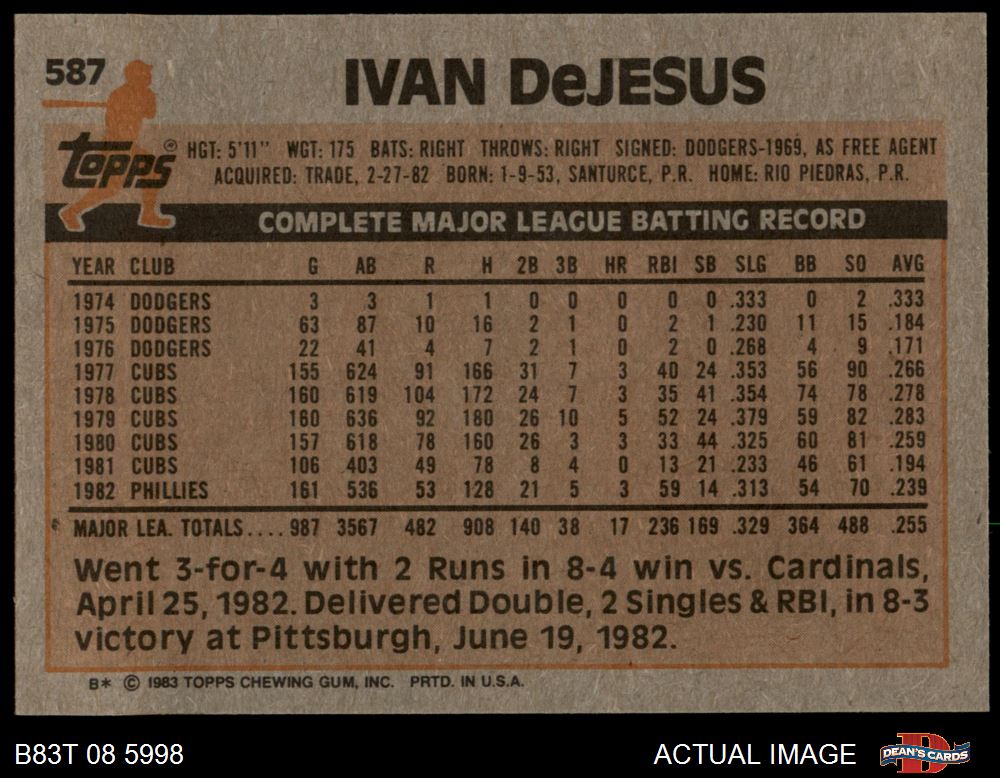 587
IVAN DeJESUS
Topps®
HGT: 5'11" WGT: 175 BATS: RIGHT THROWS: RIGHT SIGNED: DODGERS-1969, AS FREE AGENT
ACQUIRED: TRADE, 2-27-82 BORN: 1-9-53, SANTURCE, P.R. HOME: RIO PIEDRAS, P.R.
COMPLETE MAJOR LEAGUE BATTING RECORD
YEAR CLUB G AB R H 2B 3B HR RBI SB SLG BB SO AVG
1974 DODGERS 3 3 1 1 0 0 0 0 0 .333 0 2 .333
1975 DODGERS 63 87 10 16 2 1 0 2 1 .230 11 15 .184
1976 DODGERS 22 41 4 7 2 1 0 2 0 .268 4 9 .171
1977 CUBS 155 624 91 166 31 7 3 40 24 .353 56 90 .266
1978 CUBS 160 619 104 172 24 7 3 35 41 .354 74 78 .278
1979 CUBS 160 636 92 180 26 10 5 52 24 .379 59 82 .283
1980 CUBS 157 618 78 160 26 3 3 33 44 .325 60 81 .259
1981 CUBS 106 403 49 78 8 4 0 13 21 .233 46 61 .194
1982 PHILLIES 161 536 53 128 21 5 3 59 14 .313 54 70 .239
MAJOR LEA. TOTALS.... 987 3567 482 908 140 38 17 236 169 .329 364 488 .255
Went 3-for-4 with 2 Runs in 8-4 win vs. Cardinals,
April 25, 1982. Delivered Double, 2 Singles & RBI, in 8-3
victory at Pittsburgh, June 19, 1982.
B* © 1983 TOPPS CHEWING GUM, INC. PRTD. IN U.S.A.
B83T 08 5998 ACTUAL IMAGE DEAN'S CARDS